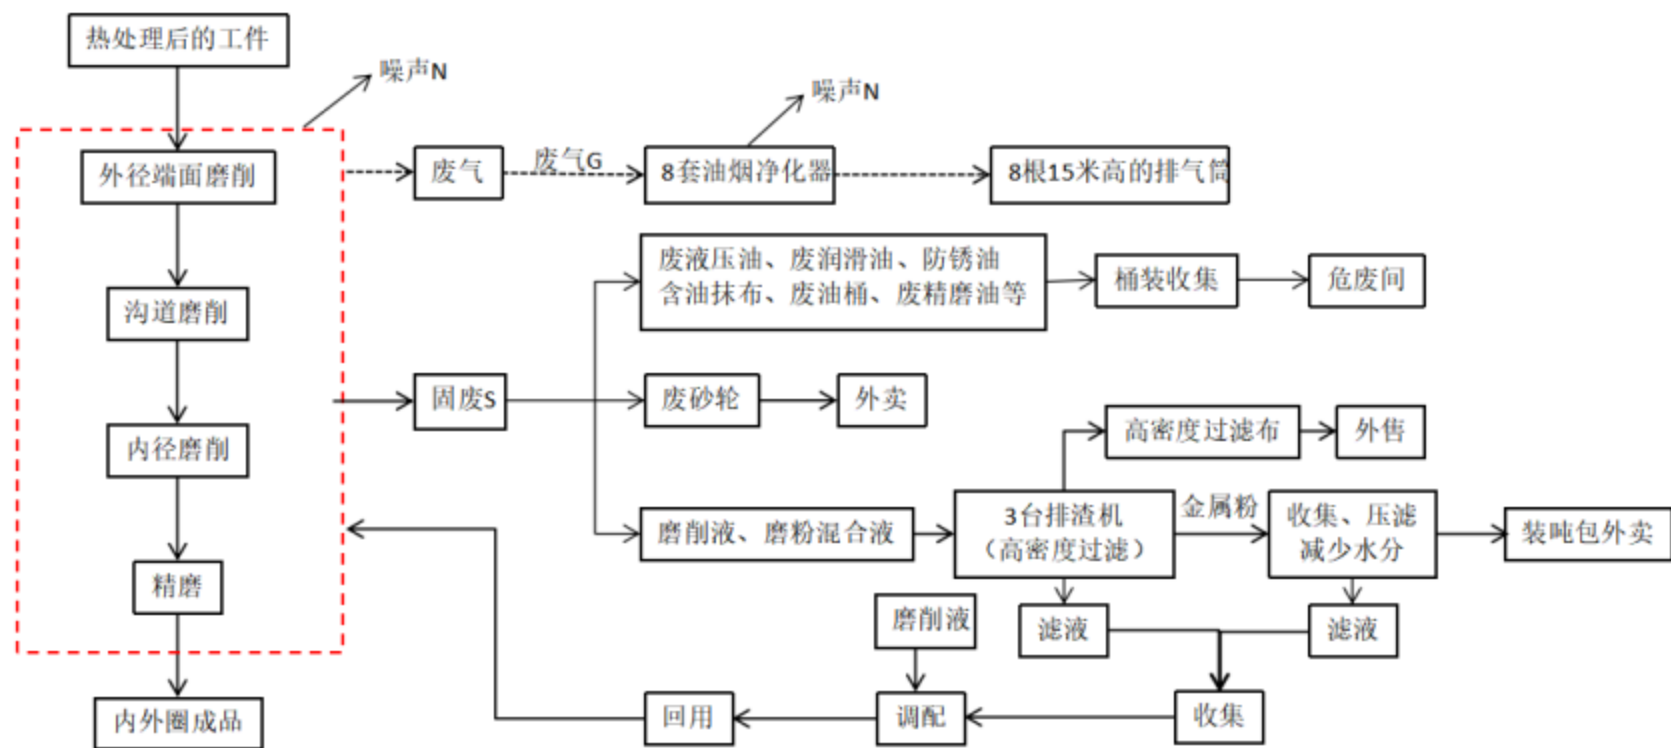 热处理后的工件
噪声N
噪声N
外径端面磨削
废气
废气G
8套油烟净化器
8根15米高的排气筒
废液压油、废润滑油、防锈油
含油抹布、废油桶、废精磨油等
桶装收集
危废间
沟道磨削
固废S
废砂轮
外卖
高密度过滤布
外售
内径磨削
磨削液、磨粉混合液
3台排渣机
（高密度过滤）
金属粉
收集、压滤
减少水分
装吨包外卖
精磨
磨削液
滤液
滤液
内外圈成品
回用
调配
收集